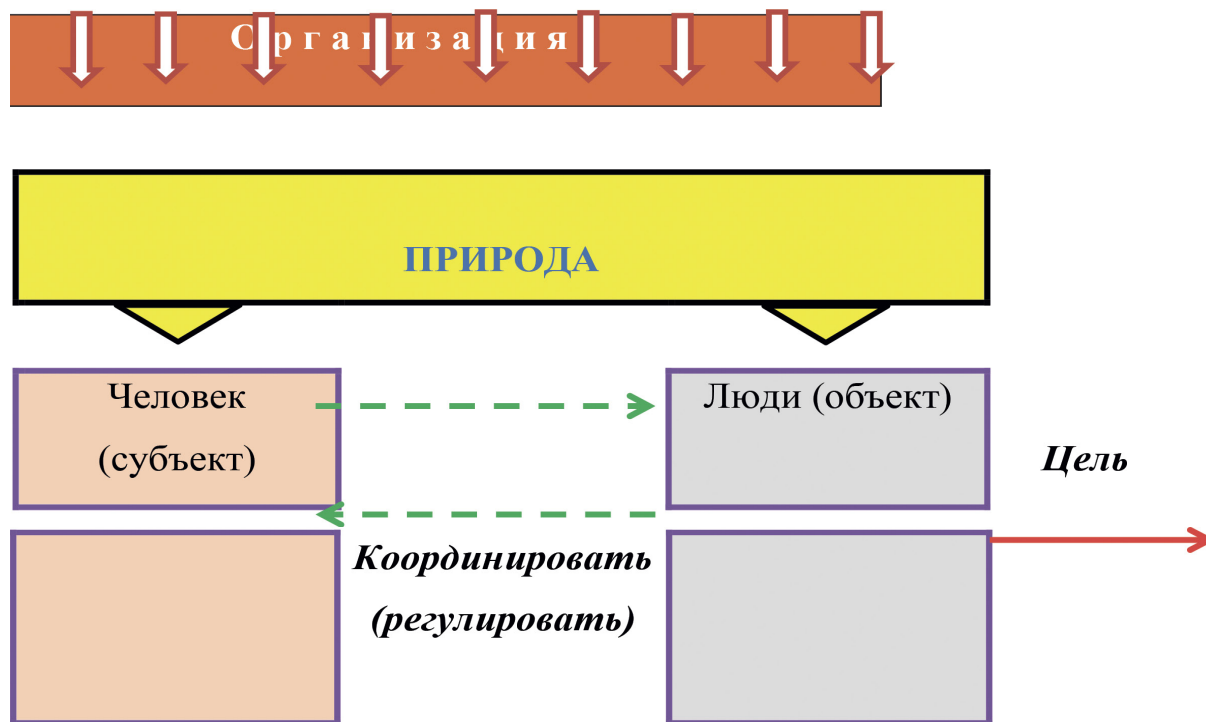 Организация
ПРИРОДА
Человек
(субъект)
Люди (объект)
Цель
Координировать
(регулировать)